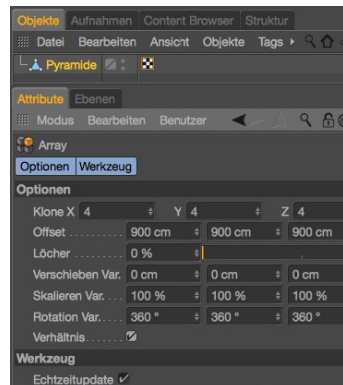 Objekte Aufnahmen Content Browser Struktur
Datei Bearbeiten Ansicht Objekte Tags
Pyramide
Attribute Ebenen
Modus Bearbeiten Benutzer
Array
Optionen Werkzeug
Optionen
Klone X 4 Y 4 Z 4
Offset . . . . . . . . . . 900 cm 900 cm 900 cm
Löcher . . . . . . . . . 0 %
Verschieben Var. 0 cm 0 cm 0 cm
Skalieren Var. . . . 100 % 100 % 100 %
Rotation Var. . . . . 360 ° 360 ° 360 °
Verhältnis . . . . . . .
Werkzeug
Echtzeitupdate